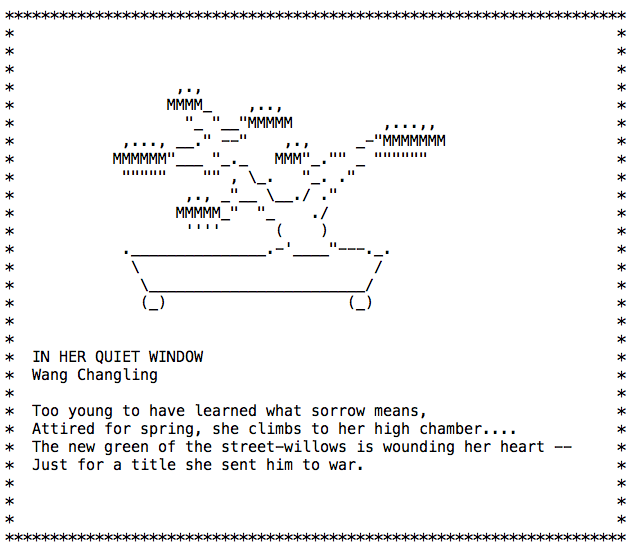 IN HER QUIET WINDOW
Wang Changling
Too young to have learned what sorrow means,
Attired for spring, she climbs to her high chamber....
The new green of the street-willows is wounding her heart --
Just for a title she sent him to war.